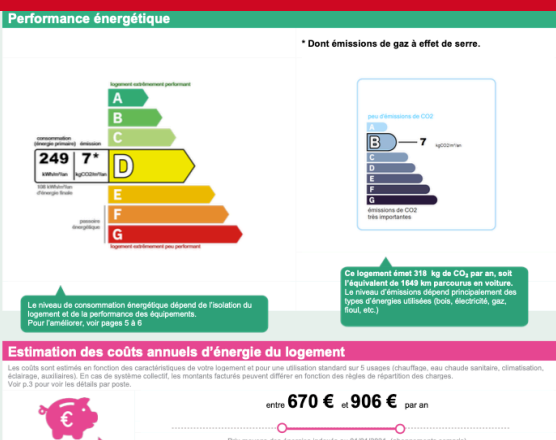 Performance énergétique
* Dont émissions de gaz à effet de serre.
logement extrêmement performant
A
B
C
consommation
(énergie primaire) émission
249 7* D
kWh/m²/an kgCO2/m²/an
108 kWh/m²/an
d'énergie finale
E
F
passoire
énergétique
G
logement extrêmement peu performant
peu d'émissions de CO2
A
B 7 kgCO2/m²/an
C
D
E
F
G
émissions de CO2
très importantes
Le niveau de consommation énergétique dépend de l'isolation du
logement et de la performance des équipements.
Pour l'améliorer, voir pages 5 à 6
Ce logement émet 318 kg de CO₂ par an, soit
l'équivalent de 1649 km parcourus en voiture.
Le niveau d'émissions dépend principalement des
types d'énergies utilisées (bois, électricité, gaz,
fioul, etc.)
Estimation des coûts annuels d'énergie du logement
Les coûts sont estimés en fonction des caractéristiques de votre logement et pour une utilisation standard sur 5 usages (chauffage, eau chaude sanitaire, climatisation,
éclairage, auxiliaires). En cas de système collectif, les montants facturés peuvent différer en fonction des règles de répartition des charges.
Voir p.3 pour voir les détails par poste.
€
entre 670 € et 906 € par an